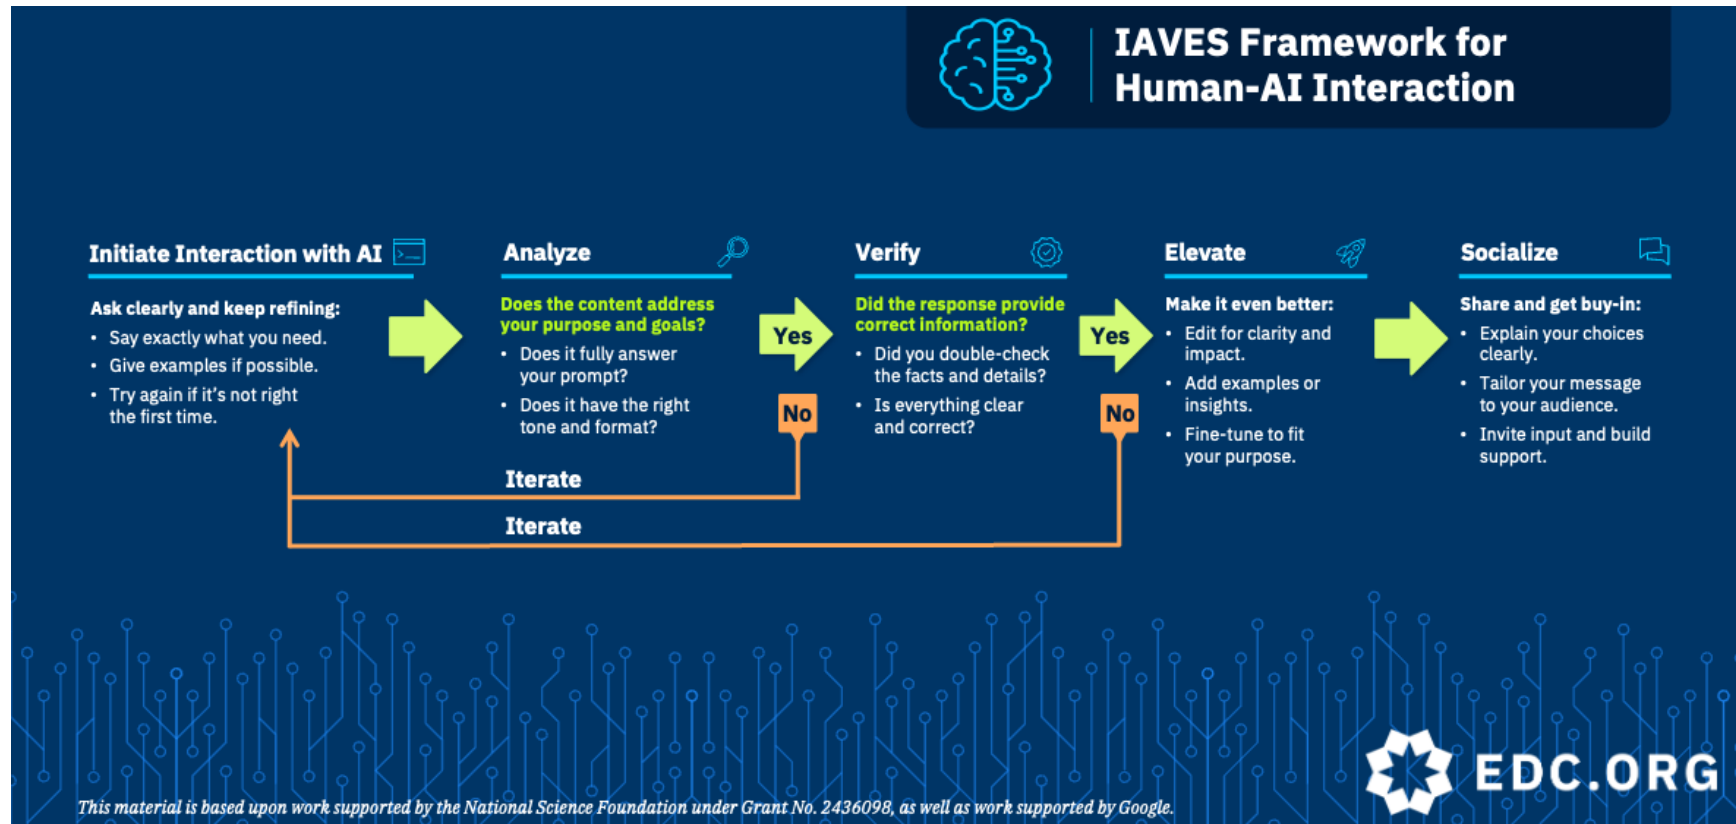 IAVES Framework for
Human-AI Interaction
Initiate Interaction with AI
Ask clearly and keep refining:
• Say exactly what you need.
• Give examples if possible.
• Try again if it's not right
the first time.
Analyze
Does the content address
your purpose and goals?
• Does it fully answer
your prompt?
• Does it have the right
tone and format?
Yes
No
Verify
Did the response provide
correct information?
• Did you double-check
the facts and details?
• Is everything clear
and correct?
Yes
No
Elevate
Make it even better:
• Edit for clarity and
impact.
• Add examples or
insights.
• Fine-tune to fit
your purpose.
Socialize
Share and get buy-in:
• Explain your choices
clearly.
• Tailor your message
to your audience.
• Invite input and build
support.
Iterate
Iterate
EDC.ORG
This material is based upon work supported by the National Science Foundation under Grant No. 2436098, as well as work supported by Google.